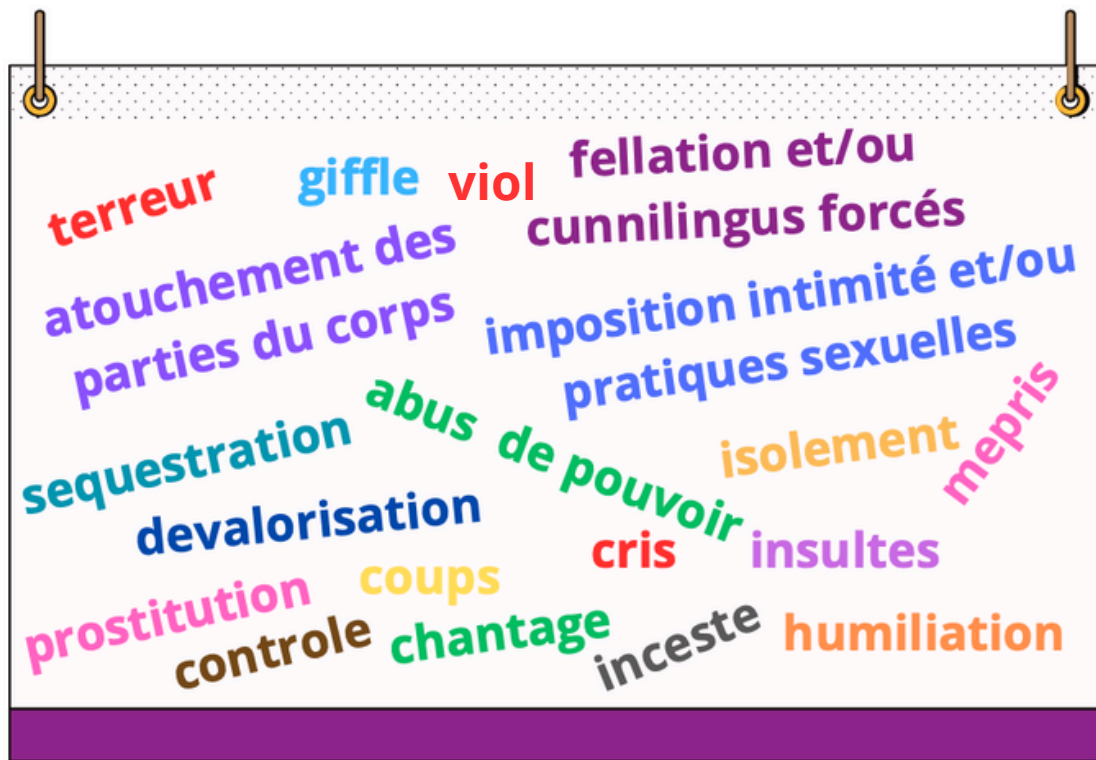 terreur
giffle
viol
fellation et/ou
cunnilingus forcés
atouchement des
parties du corps
imposition intimité et/ou
pratiques sexuelles
abus de pouvoir
sequestration
isolement
mepris
devalorisation
cris
insultes
prostitution
coups
controle
chantage
inceste
humiliation